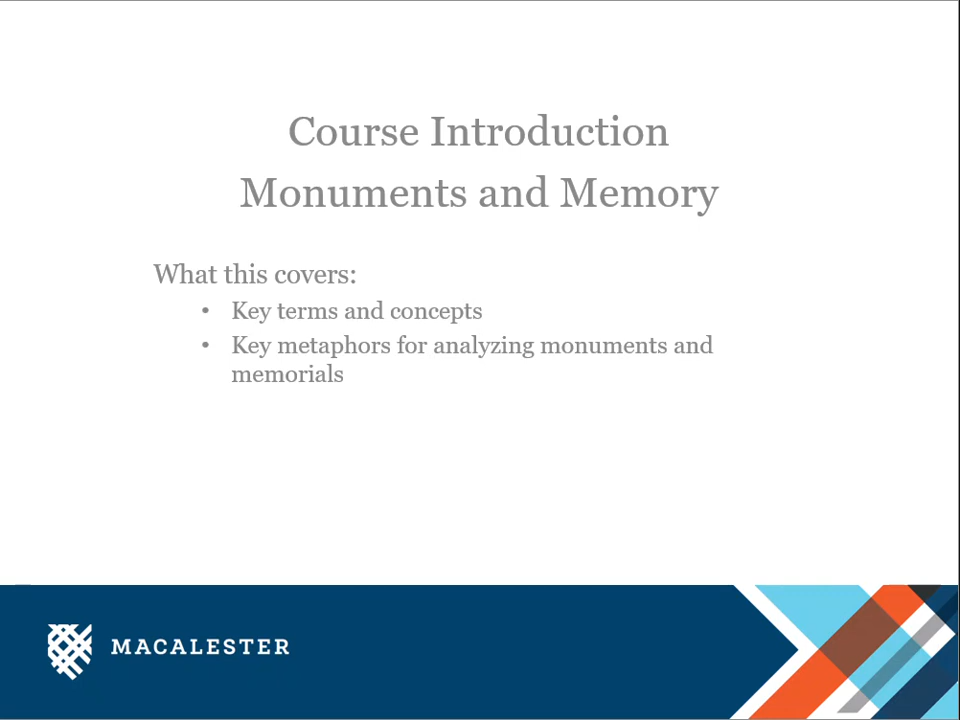 Course Introduction
Monuments and Memory
What this covers:
• Key terms and concepts
• Key metaphors for analyzing monuments and
memorials
MACALESTER